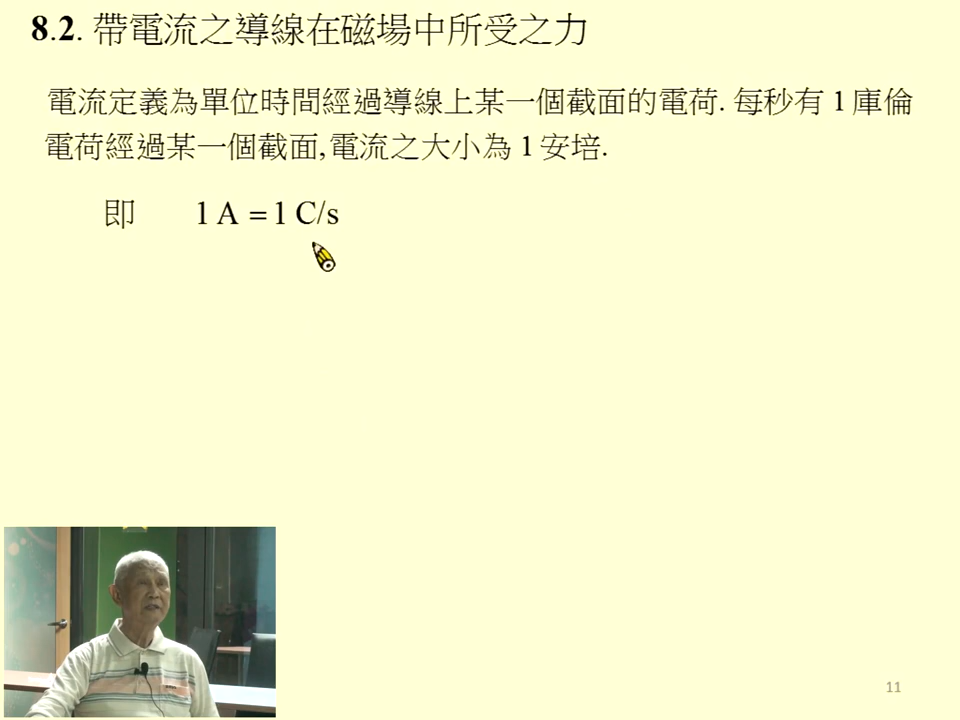 8.2. 帶電流之導線在磁場中所受之力
電流定義為單位時間經過導線上某一個截面的電荷. 每秒有 1 庫倫
電荷經過某一個截面,電流之大小為 1 安培.
即 1 A = 1 C/s
11